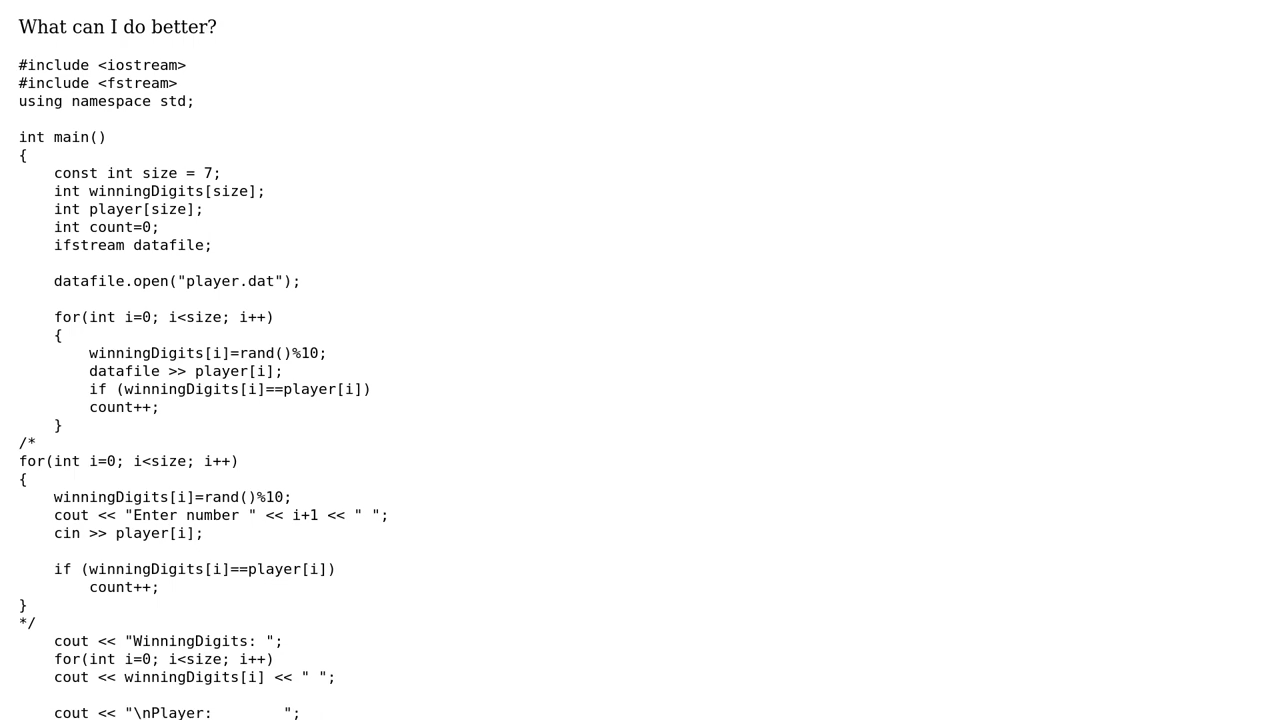 What can I do better?
#include <iostream>
#include <fstream>
using namespace std;
int main()
{
    const int size = 7;
    int winningDigits[size];
    int player[size];
    int count=0;
    ifstream datafile;
    datafile.open("player.dat");
    for(int i=0; i<size; i++)
    {
        winningDigits[i]=rand()%10;
        datafile >> player[i];
        if (winningDigits[i]==player[i])
        count++;
    }
/*
for(int i=0; i<size; i++)
{
    winningDigits[i]=rand()%10;
    cout << "Enter number " << i+1 << " ";
    cin >> player[i];
    if (winningDigits[i]==player[i])
        count++;
}
*/
    cout << "WinningDigits: ";
    for(int i=0; i<size; i++)
    cout << winningDigits[i] << " ";
    cout << "\nPlayer:        ";